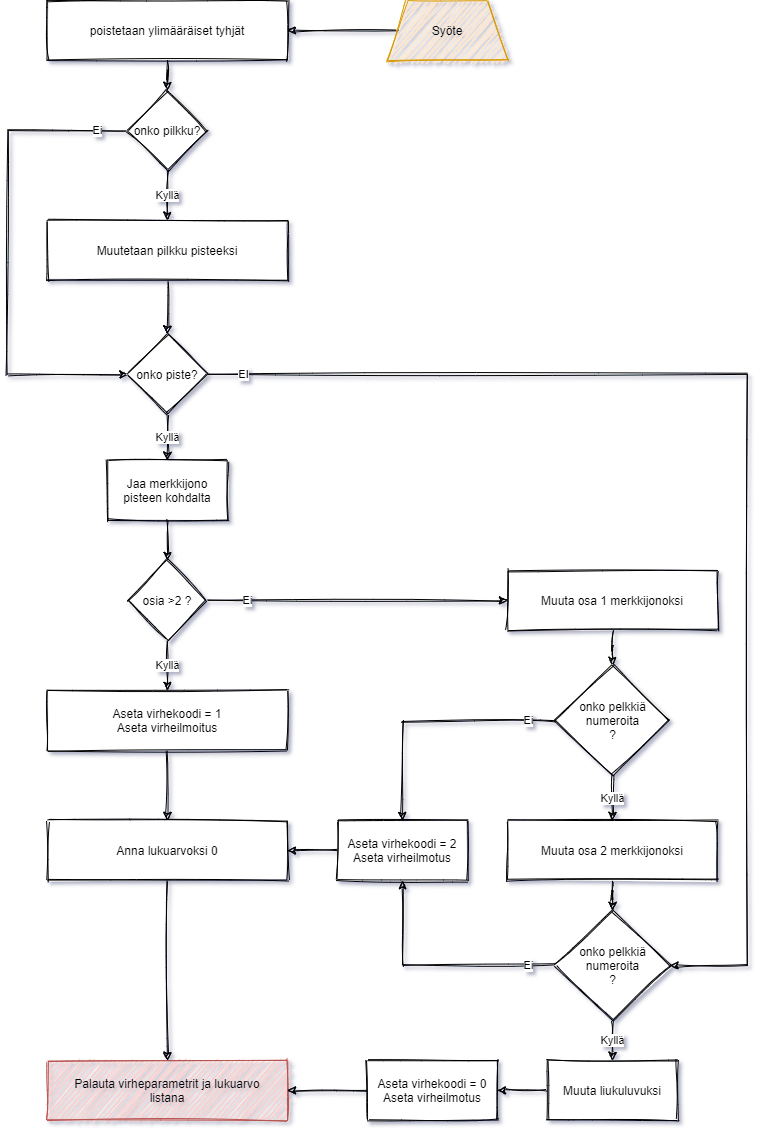 poistetaan ylimääräiset tyhjät
Syöte
onko pilkku?
Ei
Kyllä
Muutetaan pilkku pisteeksi
onko piste?
EI
Kyllä
Jaa merkkijono
pisteen kohdalta
osia >2 ?
Ei
Muuta osa 1 merkkijonoksi
Kyllä
onko pelkkiä
numeroita
?
Ei
Aseta virhekoodi = 1
Aseta virheilmoitus
Kyllä
Anna lukuarvoksi 0
Aseta virhekoodi = 2
Aseta virheilmotus
Muuta osa 2 merkkijonoksi
onko pelkkiä
numeroita
?
Ei
Kyllä
Palauta virheparametrit ja lukuarvo
listana
Aseta virhekoodi = 0
Aseta virheilmotus
Muuta liukuluvuksi